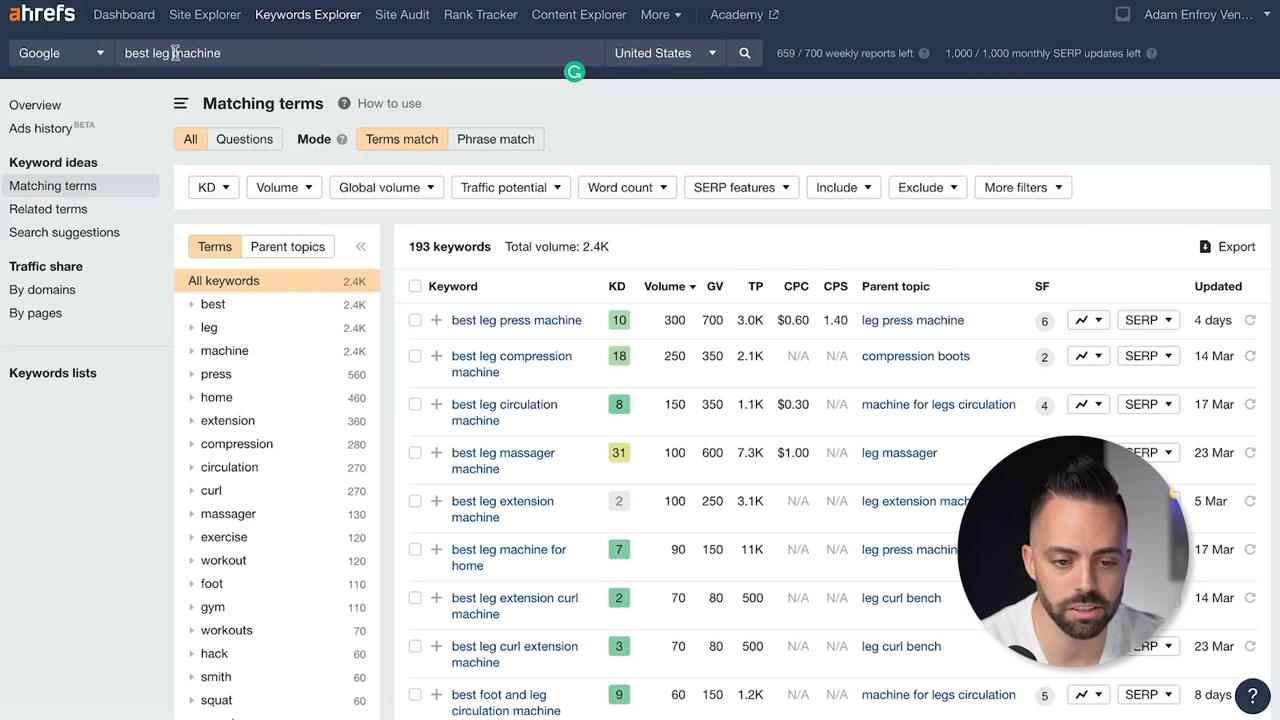 ahrefs Dashboard Site Explorer Keywords Explorer Site Audit Rank Tracker Content Explorer More Academy Adam Enfroy Ven...
Google best leg machine United States 659 / 700 weekly reports left ? 1,000 / 1,000 monthly SERP updates left ?
Overview
Ads history BETA
Keyword ideas
Matching terms
Related terms
Search suggestions
Traffic share
By domains
By pages
Keywords lists
Matching terms ? How to use
All Questions Mode ? Terms match Phrase match
KD Volume Global volume Traffic potential Word count SERP features Include Exclude More filters
Terms Parent topics
All keywords 2.4K
best 2.4K
leg 2.4K
machine 2.4K
press 560
home 460
extension 360
compression 280
circulation 270
curl 270
massager 130
exercise 120
workout 120
foot 110
gym 110
workouts 70
hack 60
smith 60
squat 60
193 keywords Total volume: 2.4K Export
Keyword KD Volume GV TP CPC CPS Parent topic SF Updated
best leg press machine 10 300 700 3.0K $0.60 1.40 leg press machine 6 SERP 4 days
best leg compression 18 250 350 2.1K N/A N/A compression boots 2 SERP 14 Mar
machine
best leg circulation 8 150 350 1.1K $0.30 N/A machine for legs circulation 4 SERP 17 Mar
machine
best leg massager 31 100 600 7.3K $1.00 N/A leg massager 23 Mar
machine
best leg extension 2 100 250 3.1K N/A N/A leg extension 5 Mar
machine
best leg machine for 7 90 150 11K N/A N/A leg press 17 Mar
home
best leg extension curl 2 70 80 500 N/A N/A leg curl bench 14 Mar
machine
best leg curl extension 3 70 80 500 N/A N/A leg curl bench 23 Mar
machine
best foot and leg 9 60 150 1.2K N/A N/A machine for legs circulation 5 SERP 8 days
circulation machine
?